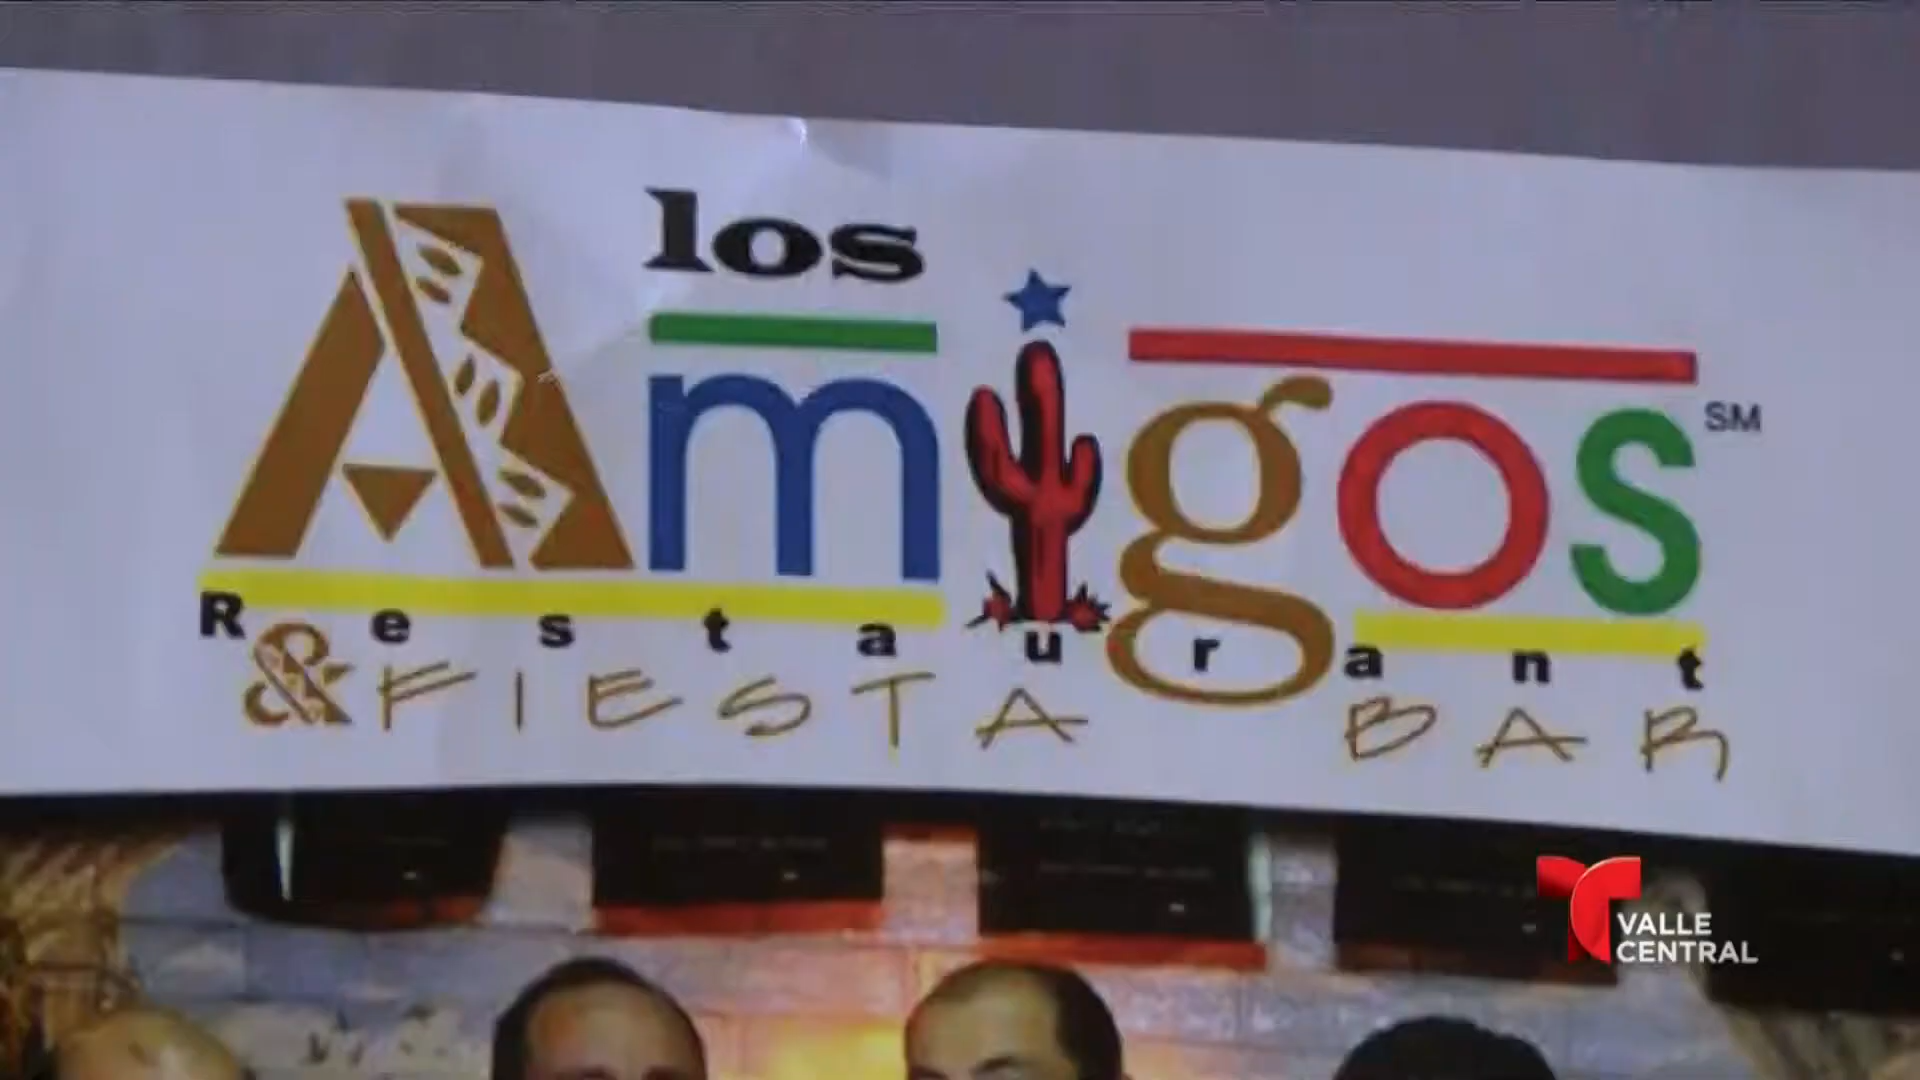 los
Amigos SM
Restaurant
& FIESTA BAR
VALLE
CENTRAL